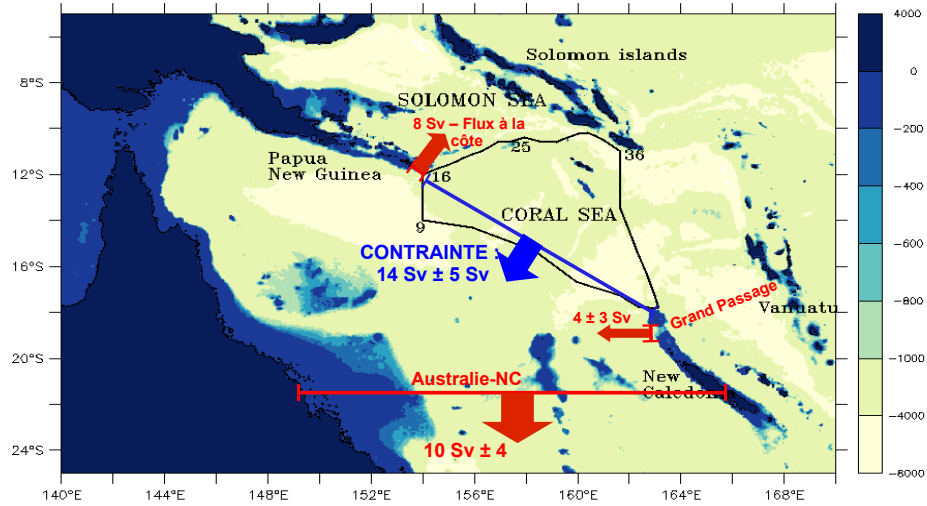 4000
0
-200
-400
-600
-800
-1000
-4000
-8000
8°S
12°S
16°S
20°S
24°S
140°E
144°E
148°E
152°E
156°E
160°E
164°E
168°E
Solomon islands
SOLOMON SEA
8 Sv – Flux à la
côte
25
36
Papua
New Guinea
16
9
CORAL SEA
CONTRAINTE :
14 Sv ± 5 Sv
4 ± 3 Sv
Grand Passage
Vanuatu
Australie-NC
New
Caledon
10 Sv ± 4